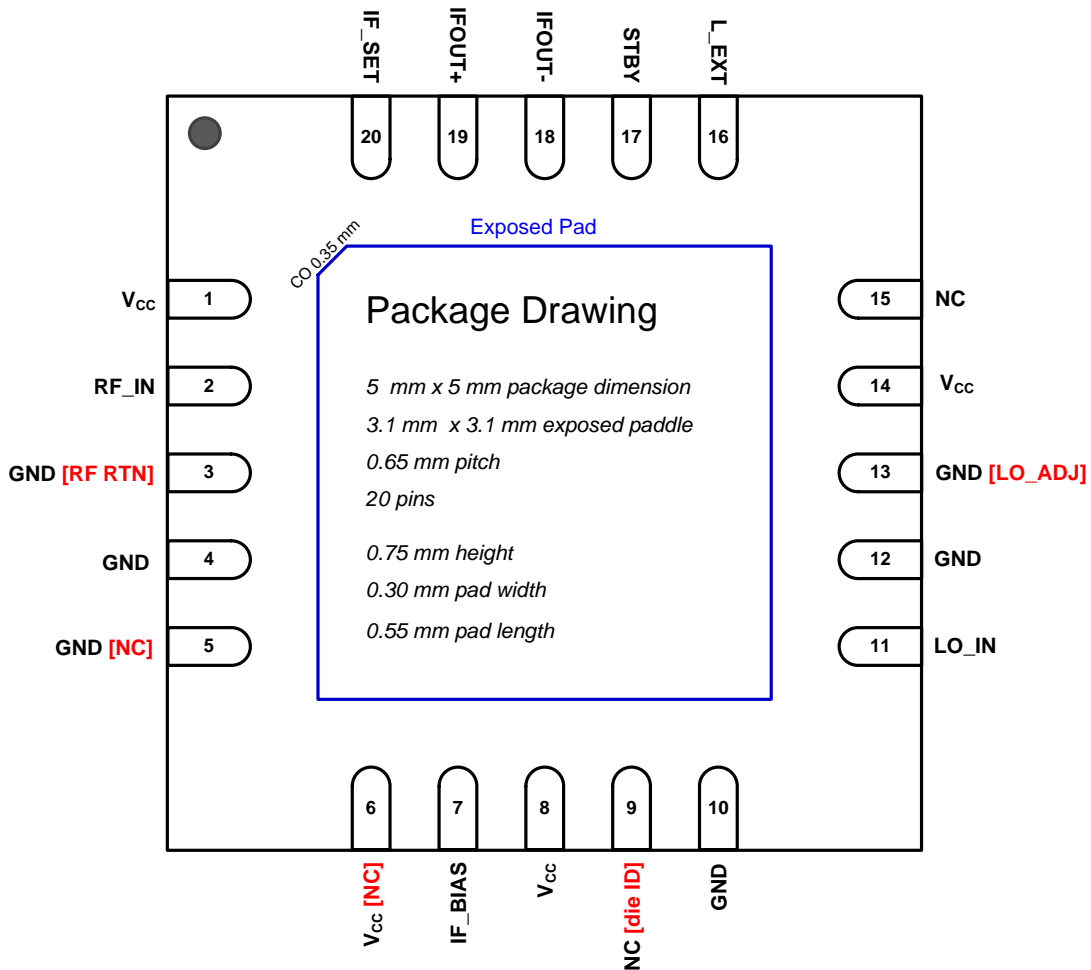 IF_SET
IFOUT+
IFOUT-
STBY
L_EXT
20
19
18
17
16
Exposed Pad
CO 0.35 mm
Package Drawing
5 mm x 5 mm package dimension
3.1 mm x 3.1 mm exposed paddle
0.65 mm pitch
20 pins
0.75 mm height
0.30 mm pad width
0.55 mm pad length
VCC 1
RF_IN 2
GND [RF RTN] 3
GND 4
GND [NC] 5
15 NC
14 VCC
13 GND [LO_ADJ]
12 GND
11 LO_IN
6
7
8
9
10
VCC [NC]
IF_BIAS
VCC
NC [die ID]
GND